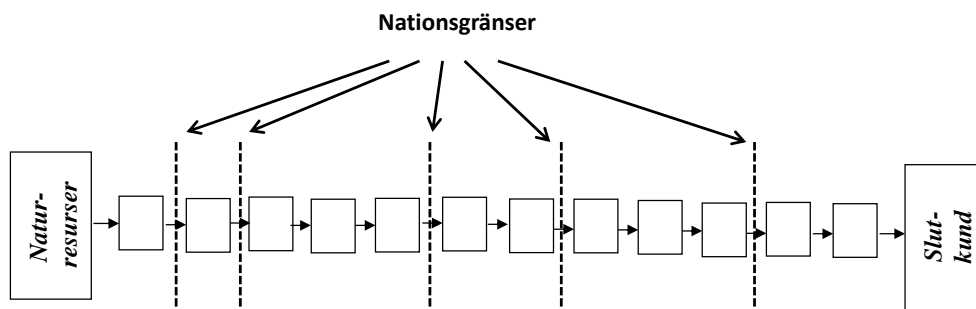 Nationsgränser
Natur-
resurser
Slut-
kund